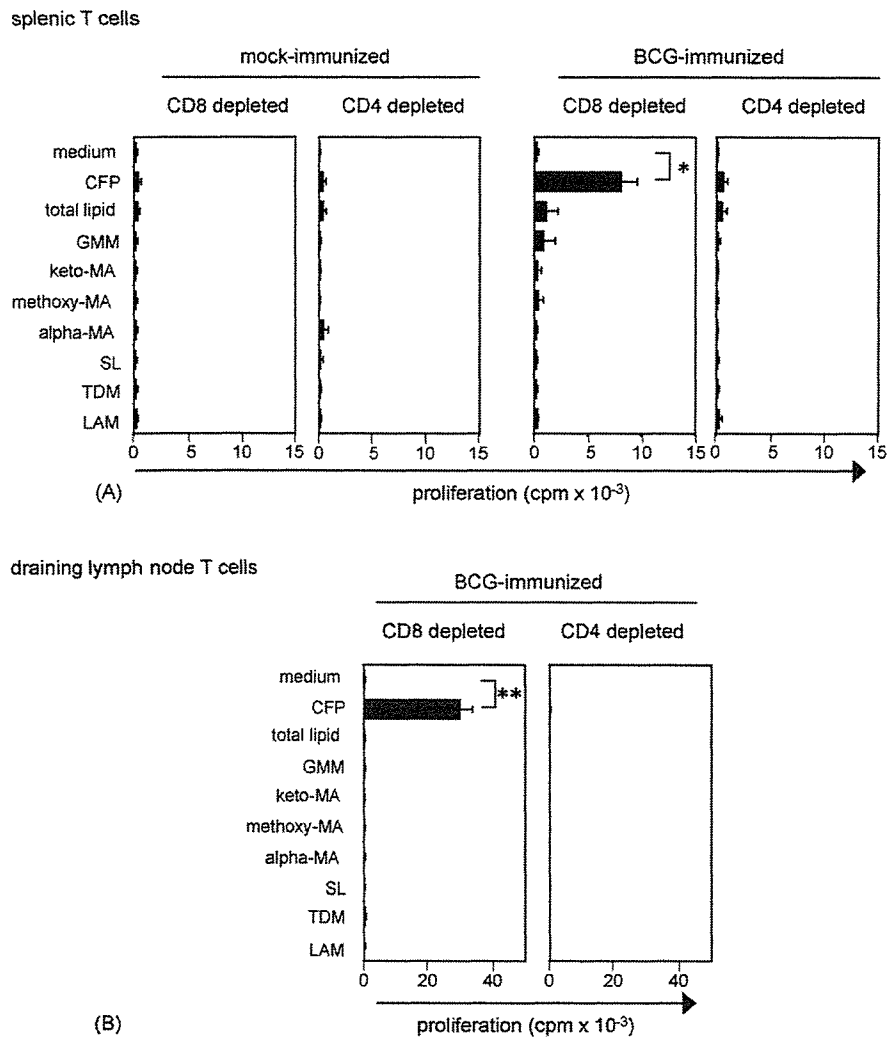 splenic T cells
mock-immunized BCG-immunized
CD8 depleted CD4 depleted CD8 depleted CD4 depleted
medium
CFP *
total lipid
GMM
keto-MA
methoxy-MA
alpha-MA
SL
TDM
LAM
0 5 10 15 0 5 10 15 0 5 10 15 0 5 10 15
(A) proliferation (cpm x 10-3)
draining lymph node T cells
BCG-immunized
CD8 depleted CD4 depleted
medium
**
CFP
total lipid
GMM
keto-MA
methoxy-MA
alpha-MA
SL
TDM
LAM
0 20 40 0 20 40
(B) proliferation (cpm x 10-3)